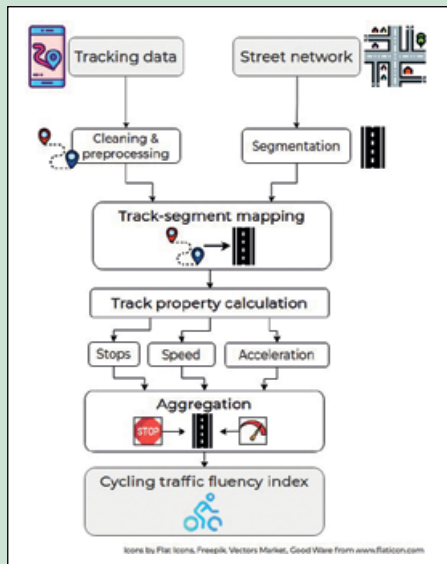 Tracking data
Street network
Cleaning &
preprocessing
Segmentation
Track-segment mapping
Track property calculation
Stops
Speed
Acceleration
Aggregation
STOP
Cycling traffic fluency index
Icons by Flat Icons, Freepik, Vectors Market, Good Ware from www.flaticon.com